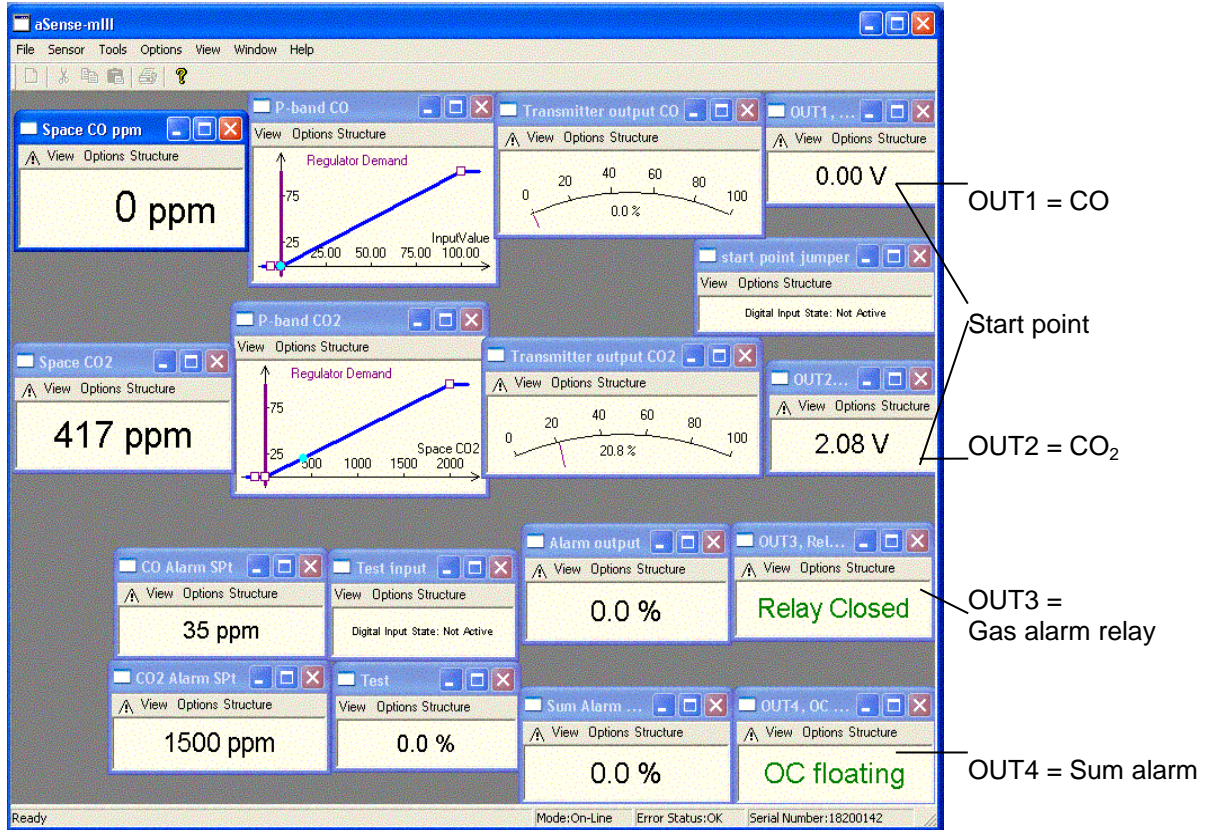 aSense-mIII
File Sensor Tools Options View Window Help
Space CO ppm
View Options Structure
0 ppm
P-band CO
View Options Structure
Regulator Demand
75
25
InputValue
25.00 50.00 75.00 100.00
Transmitter output CO
View Options Structure
0 20 40 60 80 100
0.0 %
OUT1, ...
View Options Structure
0.00 V
OUT1 = CO
start point jumper
View Options Structure
Digital Input State: Not Active
Start point
Space CO2
View Options Structure
417 ppm
P-band CO2
View Options Structure
Regulator Demand
75
25
Space CO2
500 1000 1500 2000
Transmitter output CO2
View Options Structure
0 20 40 60 80 100
20.8 %
OUT2...
View Options Structure
2.08 V
OUT2 = CO₂
CO Alarm SPt
View Options Structure
35 ppm
Test input
View Options Structure
Digital Input State: Not Active
Alarm output
View Options Structure
0.0 %
OUT3, Rel...
View Options Structure
Relay Closed
OUT3 =
Gas alarm relay
CO2 Alarm SPt
View Options Structure
1500 ppm
Test
View Options Structure
0.0 %
Sum Alarm ...
View Options Structure
0.0 %
OUT4, OC ...
View Options Structure
OC floating
OUT4 = Sum alarm
Ready
Mode:On-Line Error Status:OK Serial Number:18200142